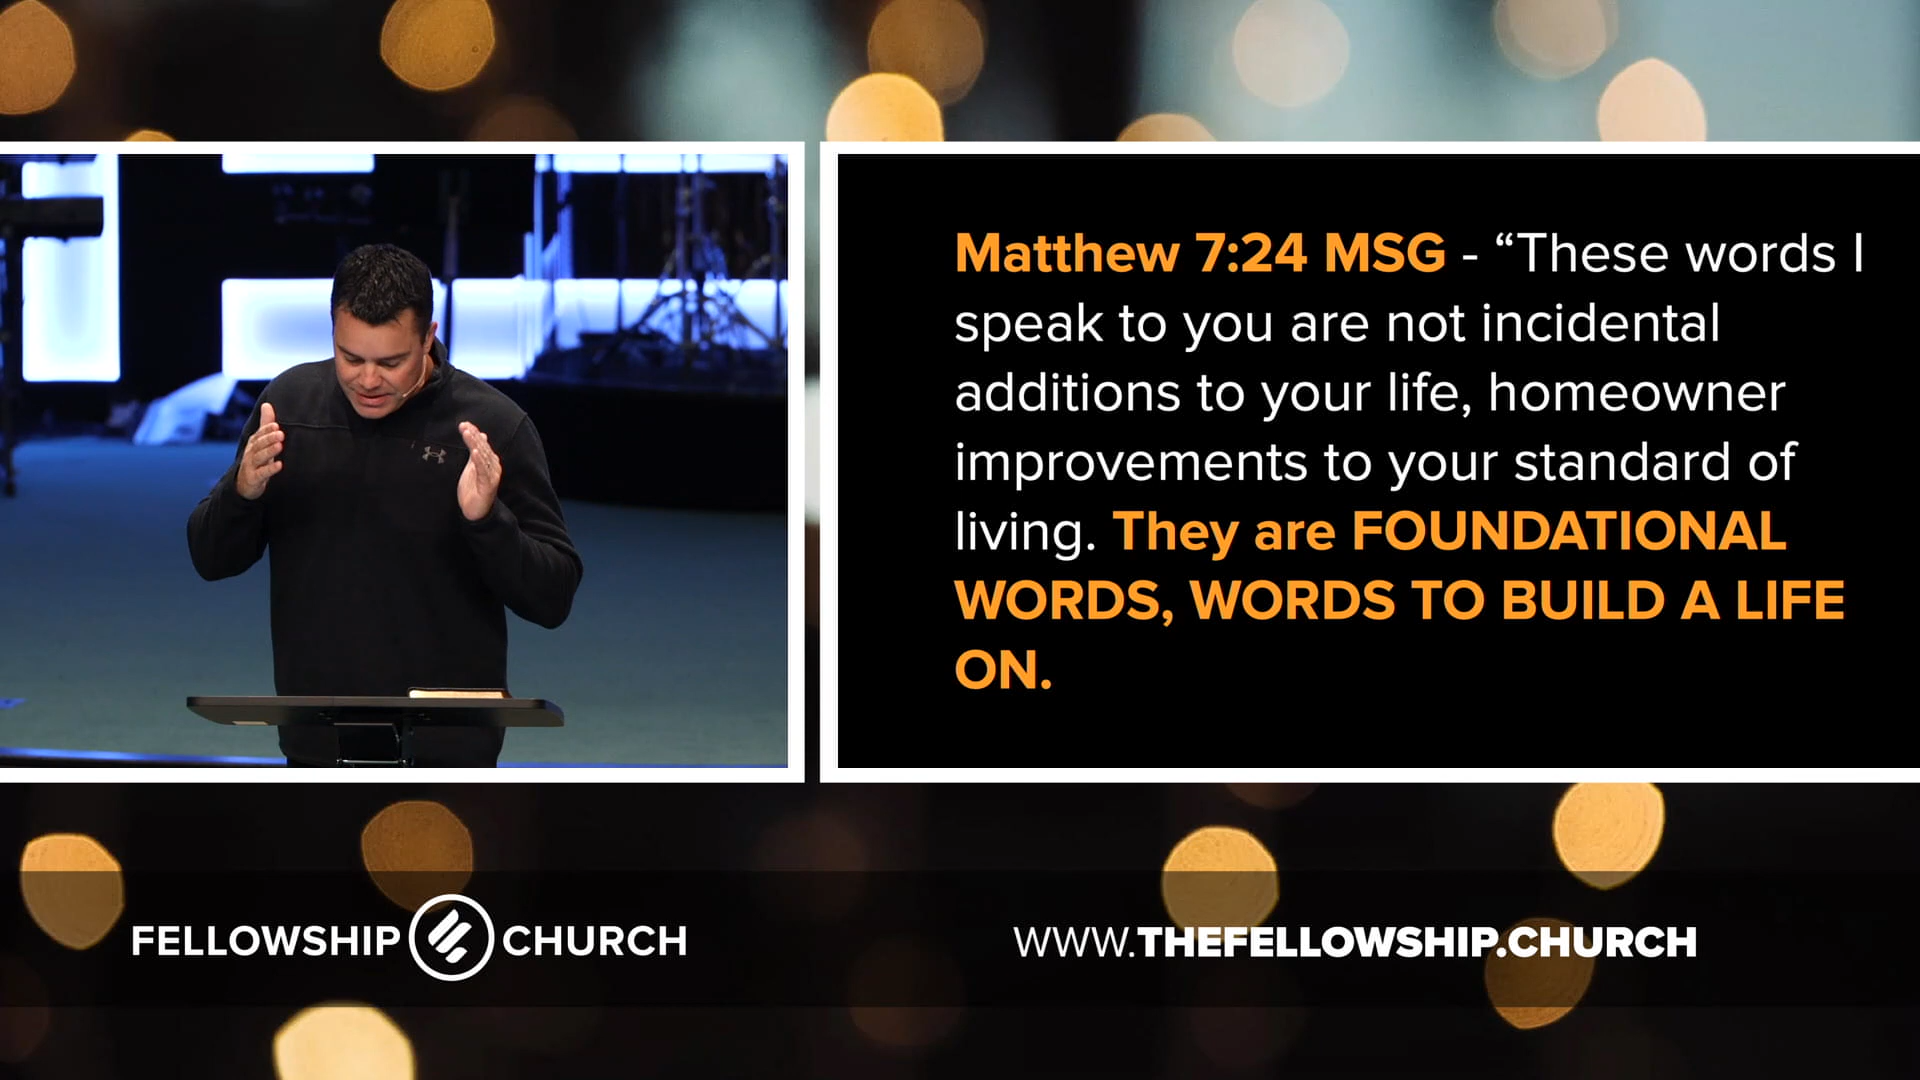 Matthew 7:24 MSG - “These words I
speak to you are not incidental
additions to your life, homeowner
improvements to your standard of
living. They are FOUNDATIONAL
WORDS, WORDS TO BUILD A LIFE
ON.
FELLOWSHIP CHURCH
WWW.THEFELLOWSHIP.CHURCH